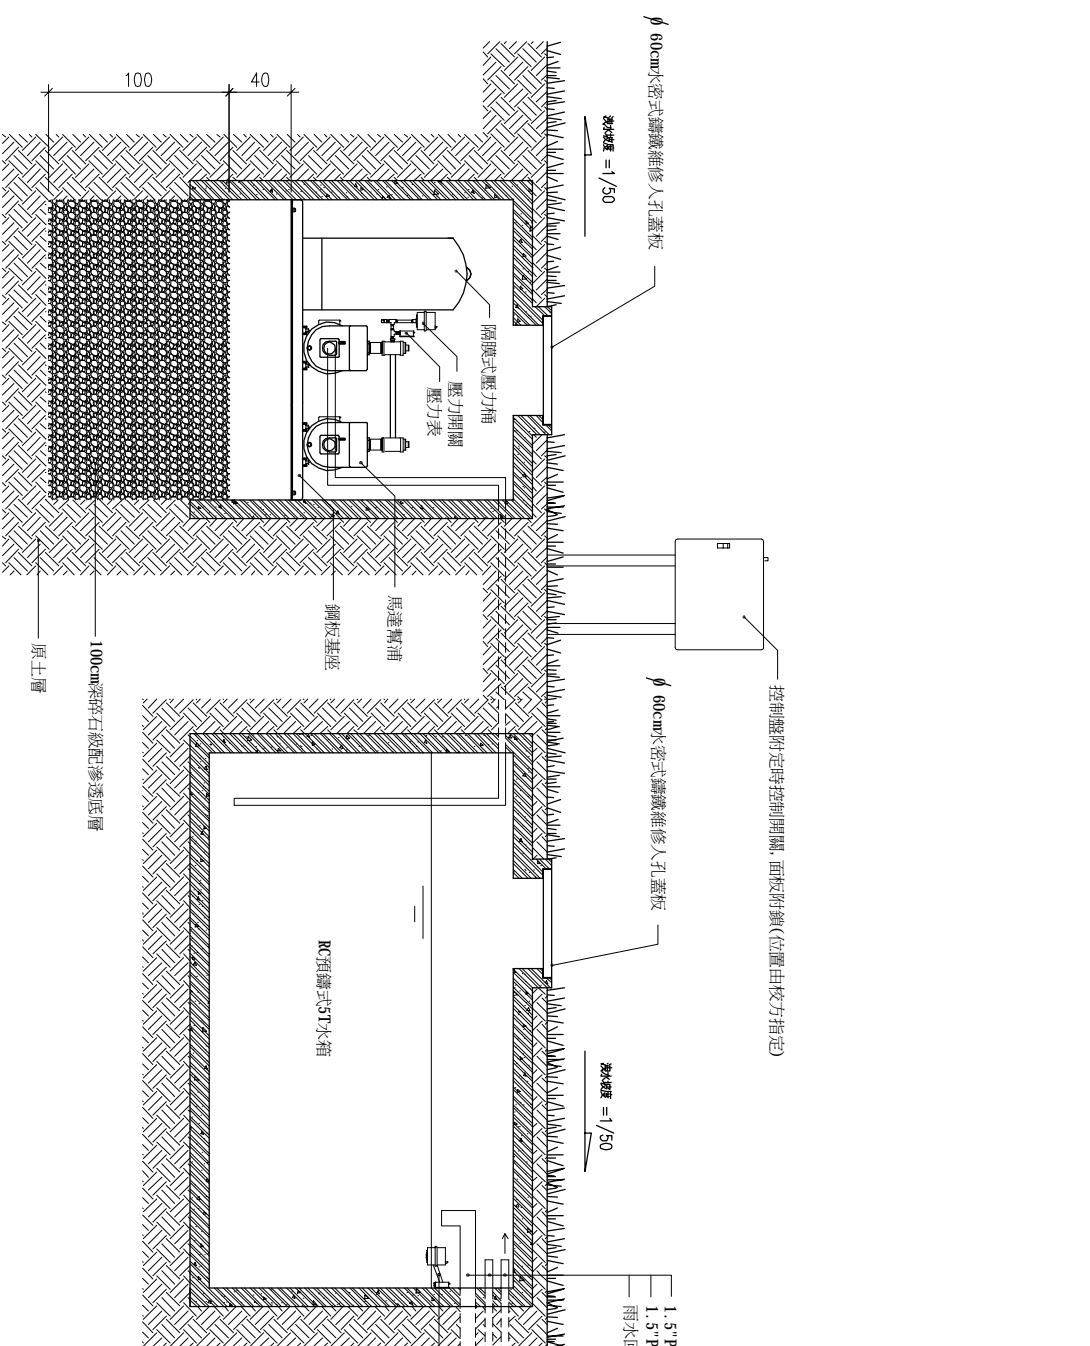 控制盤附定時控制開關, 面板附鎖(位置由校方指定)
Ø 60cm水密式鑄鐵維修人孔蓋板
Ø 60cm水密式鑄鐵維修人孔蓋板
1.5"P
1.5"P
雨水回
洩水坡度 =1/50
洩水坡度 =1/50
隔膜式壓力桶
壓力開關
壓力表
馬達幫浦
鋼板基座
RC預鑄式5T水箱
40
100
100cm深碎石級配滲透底層
原土層